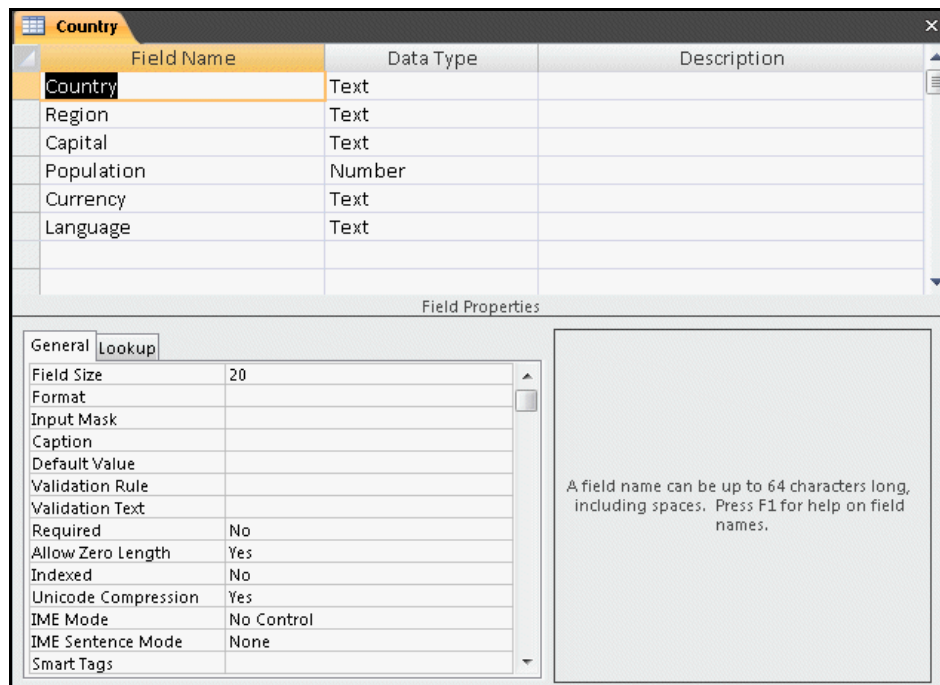 Country
Field Name Data Type Description
Country Text
Region Text
Capital Text
Population Number
Currency Text
Language Text
Field Properties
General Lookup
Field Size 20
Format
Input Mask
Caption
Default Value
Validation Rule
Validation Text
Required No
Allow Zero Length Yes
Indexed No
Unicode Compression Yes
IME Mode No Control
IME Sentence Mode None
Smart Tags
A field name can be up to 64 characters long,
including spaces. Press F1 for help on field
names.